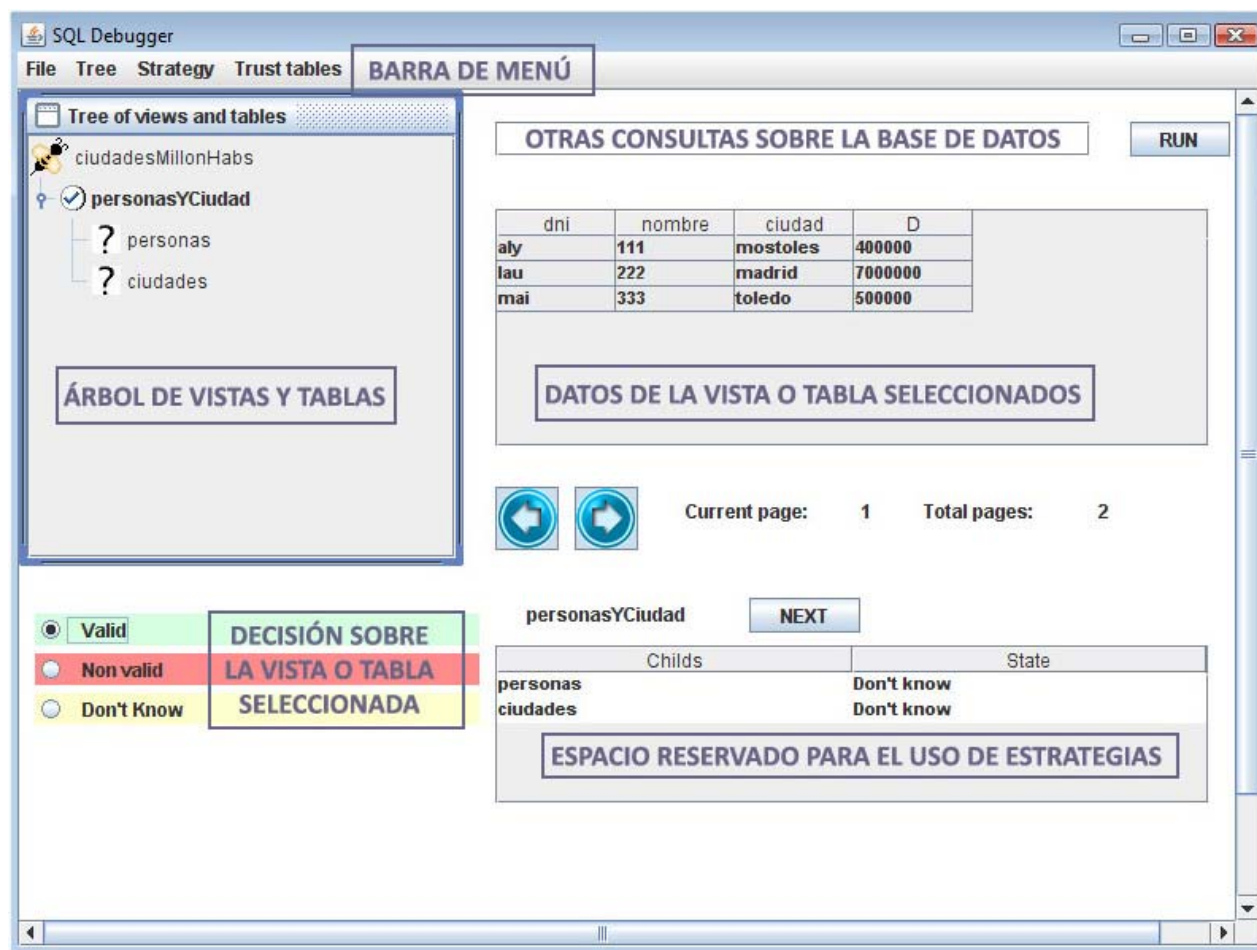 SQL Debugger
File Tree Strategy Trust tables
BARRA DE MENÚ
Tree of views and tables
ciudadesMillonHabs
personasYCiudad
? personas
? ciudades
ÁRBOL DE VISTAS Y TABLAS
OTRAS CONSULTAS SOBRE LA BASE DE DATOS
RUN
dni nombre ciudad D
aly 111 mostoles 400000
lau 222 madrid 7000000
mai 333 toledo 500000
DATOS DE LA VISTA O TABLA SELECCIONADOS
Current page: 1 Total pages: 2
Valid
Non valid
Don't Know
DECISIÓN SOBRE
LA VISTA O TABLA
SELECCIONADA
personasYCiudad NEXT
Childs State
personas Don't know
ciudades Don't know
ESPACIO RESERVADO PARA EL USO DE ESTRATEGIAS